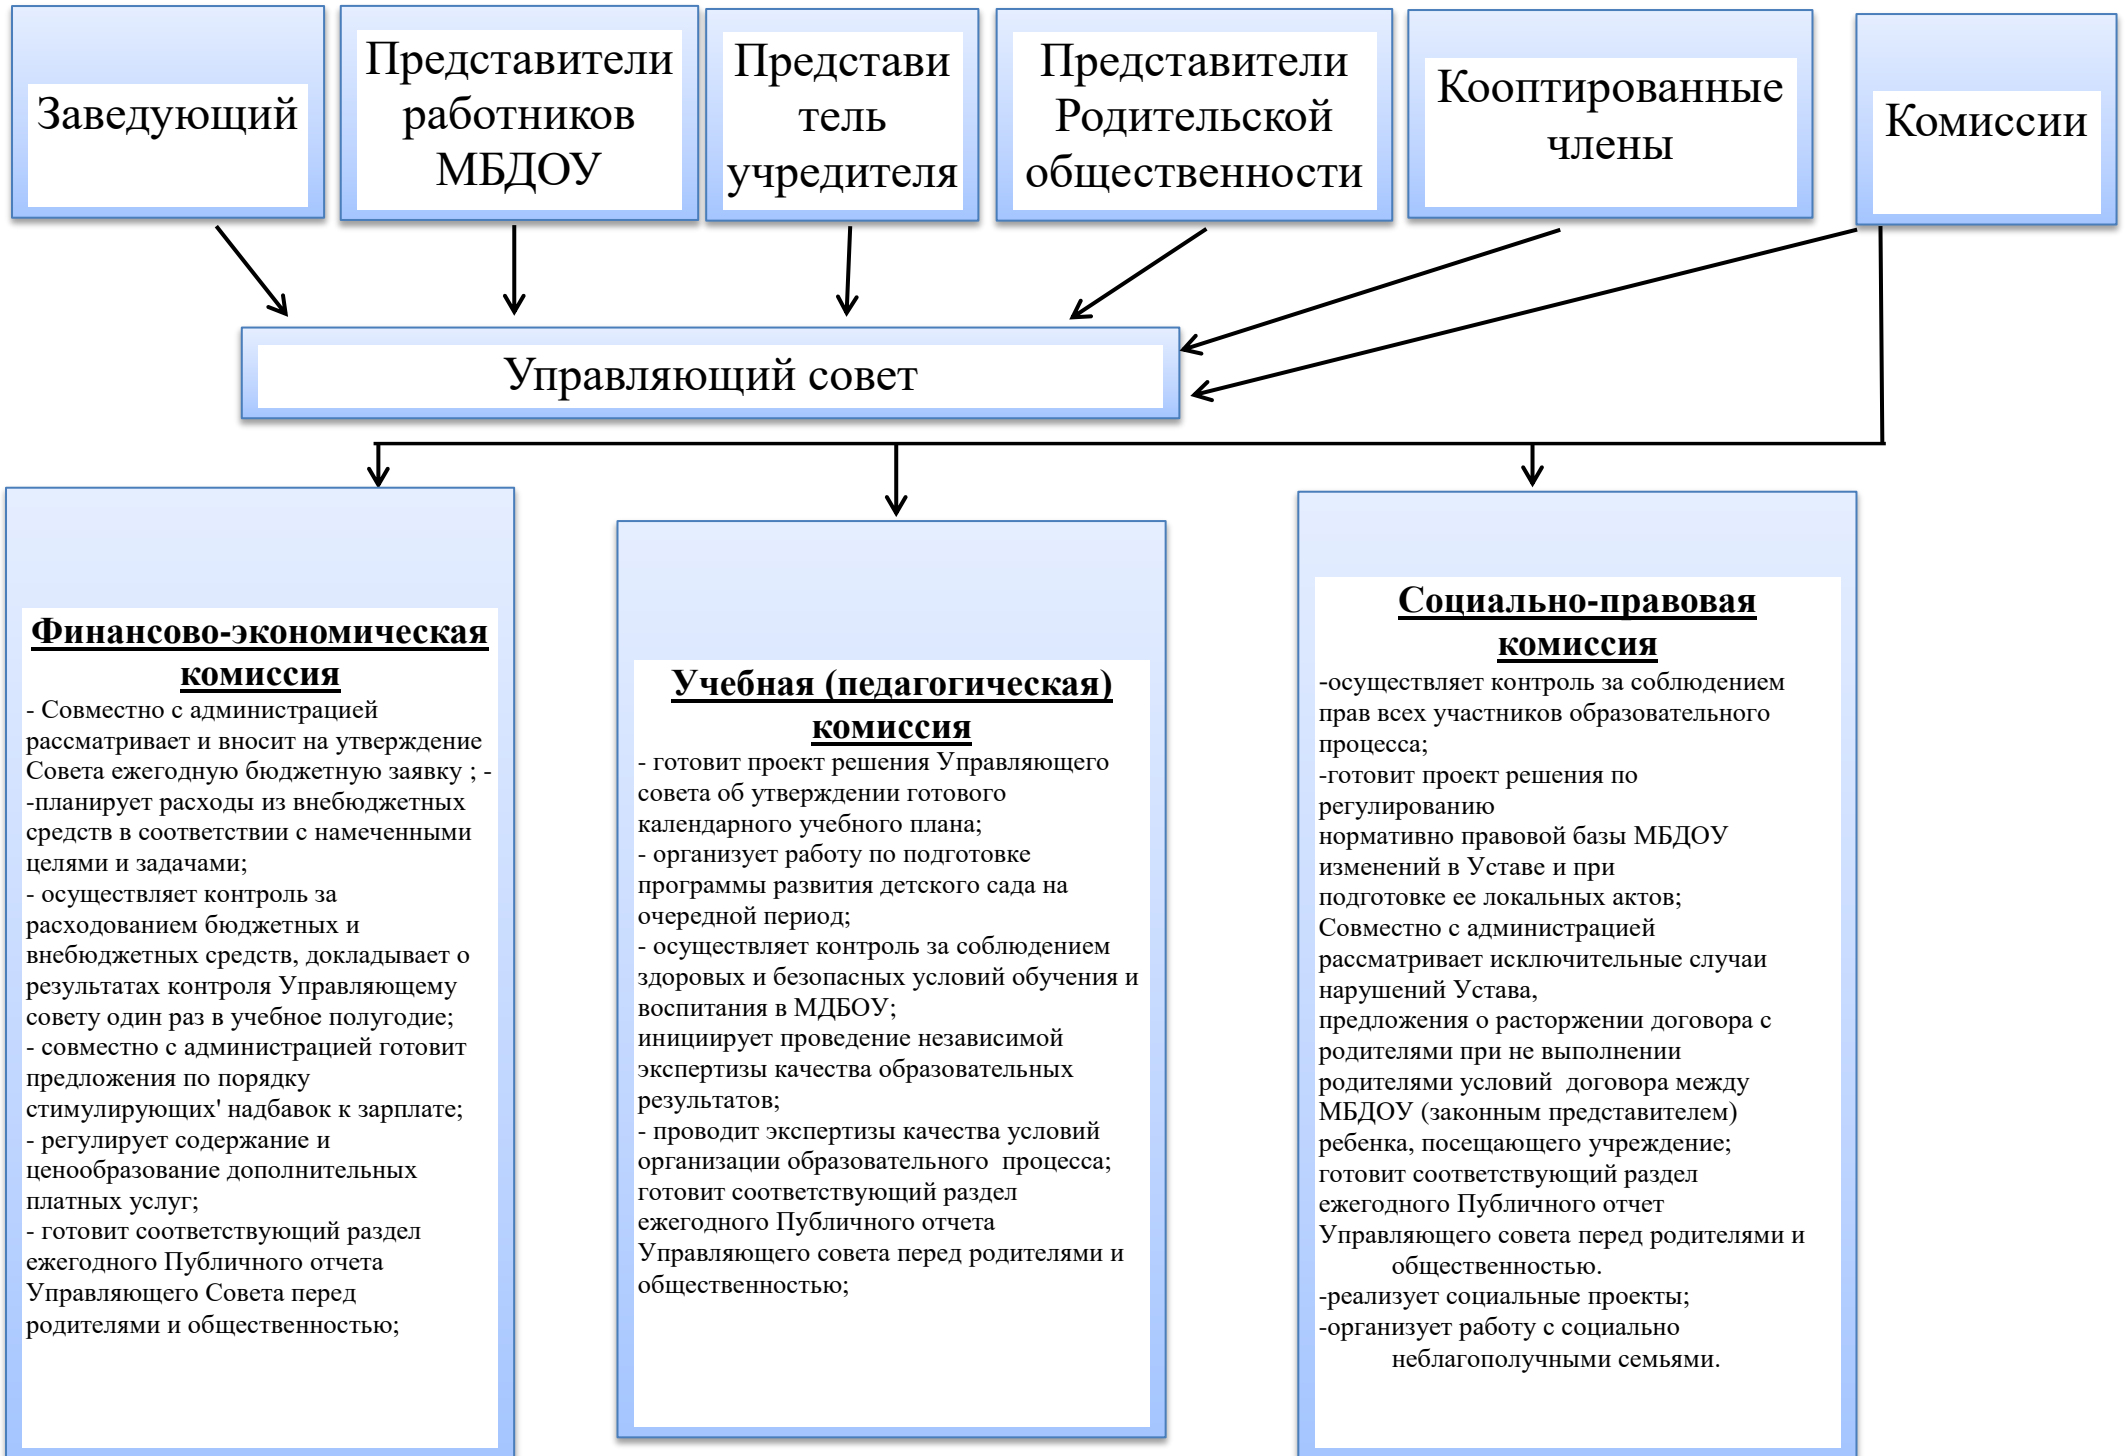 Заведующий
Представители
работников
МБДОУ
Представи
тель
учредителя
Представители
Родительской
общественности
Кооптированные
члены
Комиссии
Управляющий совет
Финансово-экономическая
комиссия
- Совместно с администрацией
рассматривает и вносит на утверждение
Совета ежегодную бюджетную заявку ; -
-планирует расходы из внебюджетных
средств в соответствии с намеченными
целями и задачами;
- осуществляет контроль за
расходованием бюджетных и
внебюджетных средств, докладывает о
результатах контроля Управляющему
совету один раз в учебное полугодие;
- совместно с администрацией готовит
предложения по порядку
стимулирующих' надбавок к зарплате;
- регулирует содержание и
ценообразование дополнительных
платных услуг;
- готовит соответствующий раздел
ежегодного Публичного отчета
Управляющего Совета перед
родителями и общественностью;
Учебная (педагогическая)
комиссия
- готовит проект решения Управляющего
совета об утверждении готового
календарного учебного плана;
- организует работу по подготовке
программы развития детского сада на
очередной период;
- осуществляет контроль за соблюдением
здоровых и безопасных условий обучения и
воспитания в МДБОУ;
инициирует проведение независимой
экспертизы качества образовательных
результатов;
- проводит экспертизы качества условий
организации образовательного  процесса;
готовит соответствующий раздел
ежегодного Публичного отчета
Управляющего совета перед родителями и
общественностью;
Социально-правовая
комиссия
-осуществляет контроль за соблюдением
прав всех участников образовательного
процесса;
-готовит проект решения по
регулированию
нормативно правовой базы МБДОУ
изменений в Уставе и при
подготовке ее локальных актов;
Совместно с администрацией
рассматривает исключительные случаи
нарушений Устава,
предложения о расторжении договора с
родителями при не выполнении
родителями условий  договора между
МБДОУ (законным представителем)
ребенка, посещающего учреждение;
готовит соответствующий раздел
ежегодного Публичного отчет
Управляющего совета перед родителями и
общественностью.
-реализует социальные проекты;
-организует работу с социально
неблагополучными семьями.